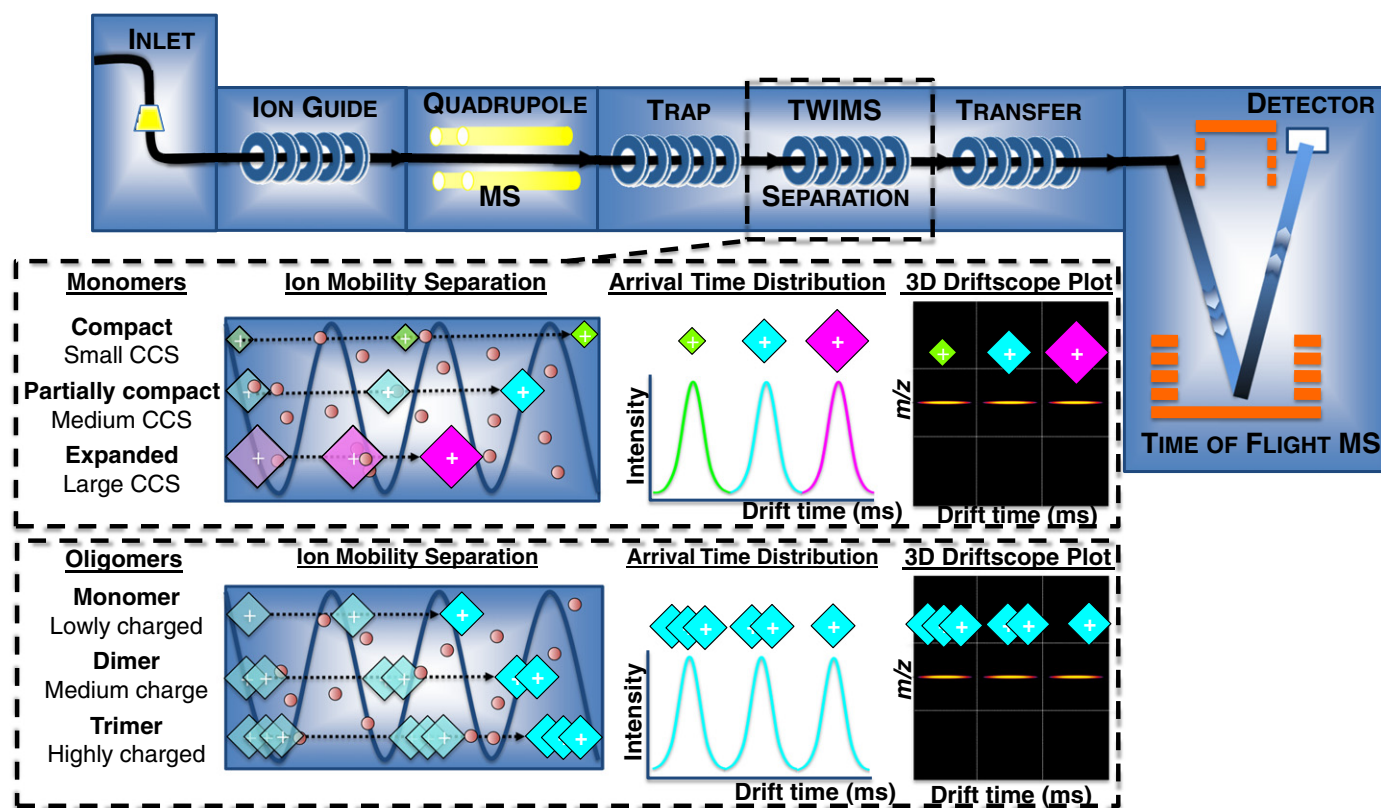 INLET
ION GUIDE
QUADRUPOLE
MS
TRAP
TWIMS
SEPARATION
TRANSFER
DETECTOR
TIME OF FLIGHT MS
Monomers
Ion Mobility Separation
Arrival Time Distribution
3D Driftscope Plot
Compact
Small CCS
Partially compact
Medium CCS
Expanded
Large CCS
+ + +
+ + +
+ + +
+ + +
Intensity
Drift time (ms)
+ + +
m/z
Drift time (ms)
Oligomers
Ion Mobility Separation
Arrival Time Distribution
3D Driftscope Plot
Monomer
Lowly charged
Dimer
Medium charge
Trimer
Highly charged
+ + +
++ ++ ++
+++ +++ +++
+++ ++ +
Intensity
Drift time (ms)
+++ ++ +
m/z
Drift time (ms)